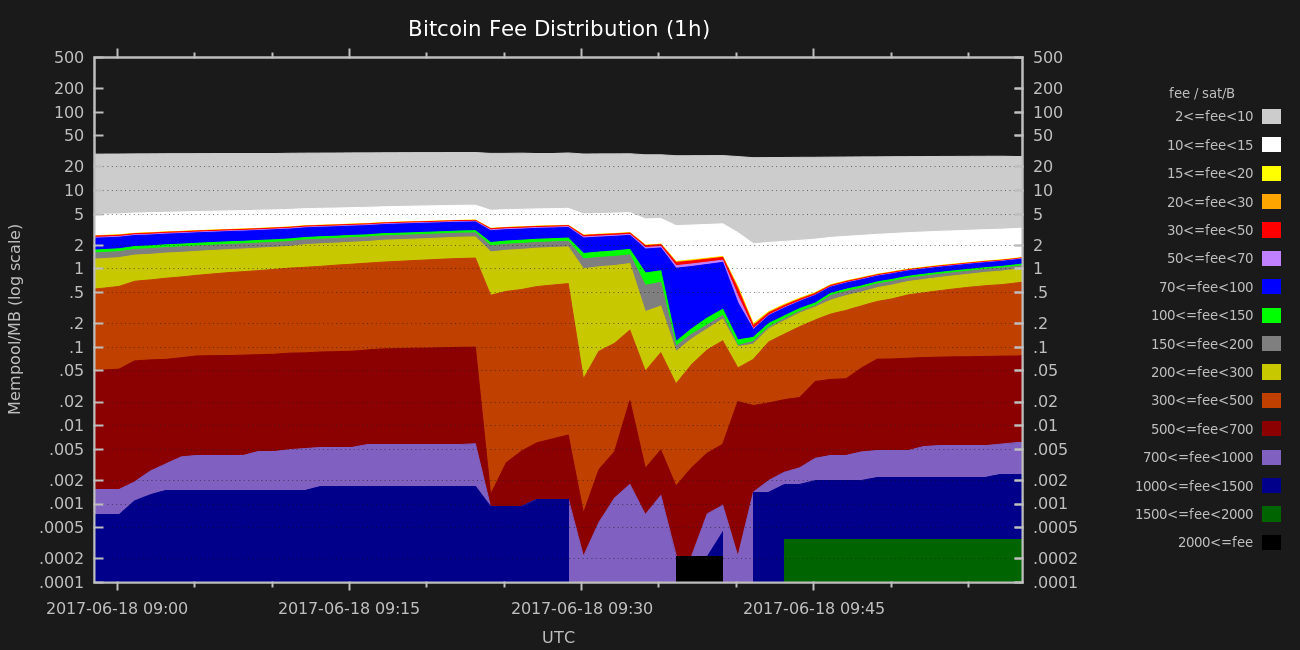 Bitcoin Fee Distribution (1h)
500
200
100
50
20
10
5
2
1
.5
.2
.1
.05
.02
.01
.005
.002
.001
.0005
.0002
.0001
Mempool/MB (log scale)
500
200
100
50
20
10
5
2
1
.5
.2
.1
.05
.02
.01
.005
.002
.001
.0005
.0002
.0001
2017-06-18 09:00
2017-06-18 09:15
2017-06-18 09:30
2017-06-18 09:45
UTC
fee / sat/B
2<=fee<10
10<=fee<15
15<=fee<20
20<=fee<30
30<=fee<50
50<=fee<70
70<=fee<100
100<=fee<150
150<=fee<200
200<=fee<300
300<=fee<500
500<=fee<700
700<=fee<1000
1000<=fee<1500
1500<=fee<2000
2000<=fee